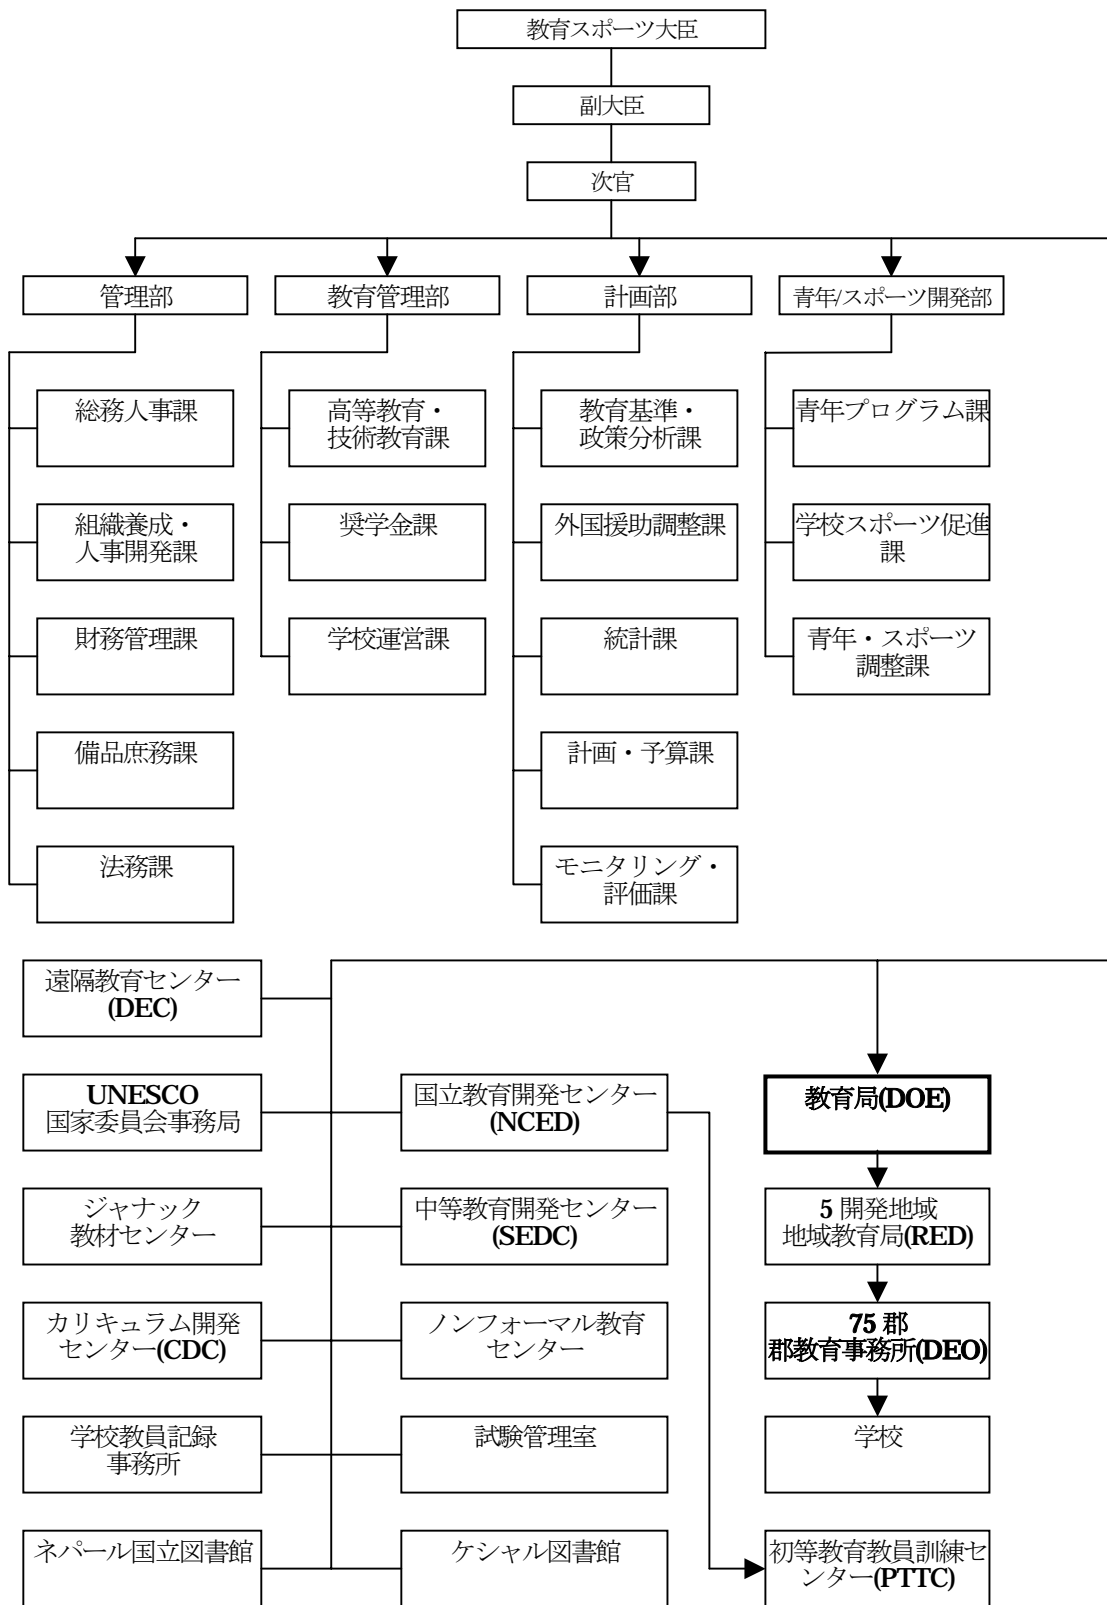 教育スポーツ大臣
副大臣
次官
管理部
教育管理部
計画部
青年/スポーツ開発部
総務人事課
高等教育・
技術教育課
教育基準・
政策分析課
青年プログラム課
組織養成・
人事開発課
奨学金課
外国援助調整課
学校スポーツ促進
課
財務管理課
学校運営課
統計課
青年・スポーツ
調整課
備品庶務課
計画・予算課
法務課
モニタリング・
評価課
遠隔教育センター
(DEC)
UNESCO
国家委員会事務局
国立教育開発センター
(NCED)
教育局(DOE)
ジャナック
教材センター
中等教育開発センター
(SEDC)
5 開発地域
地域教育局(RED)
カリキュラム開発
センター(CDC)
ノンフォーマル教育
センター
75 郡
郡教育事務所(DEO)
学校教員記録
事務所
試験管理室
学校
ネパール国立図書館
ケシャル図書館
初等教育教員訓練セ
ンター(PTTC)